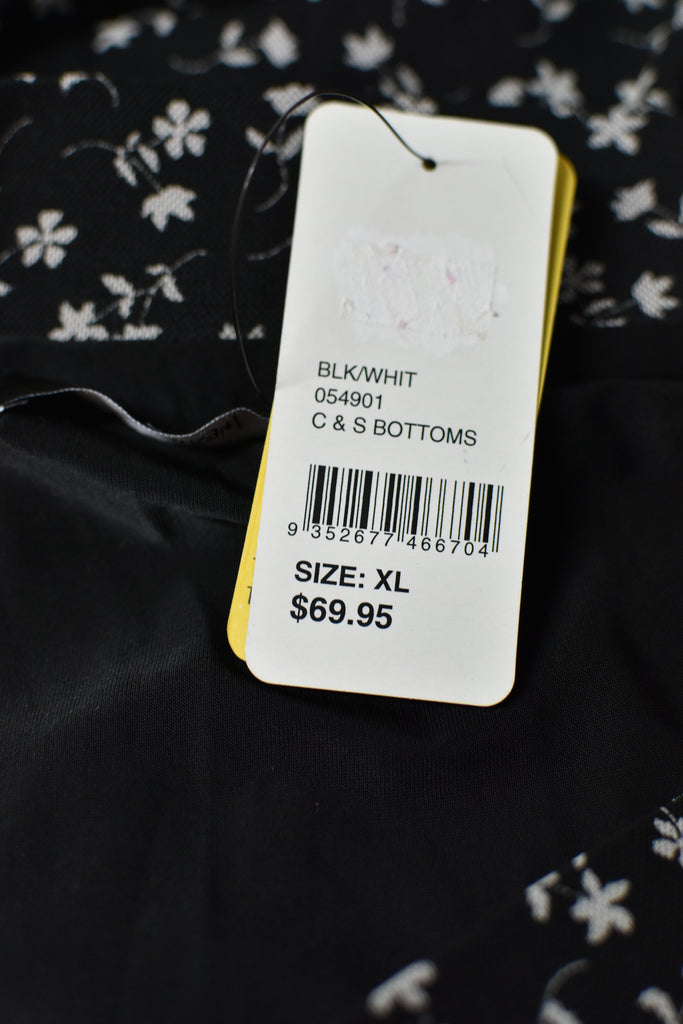 BLK/WHIT
054901
C & S BOTTOMS
9 352677 466704
SIZE: XL
$69.95
T